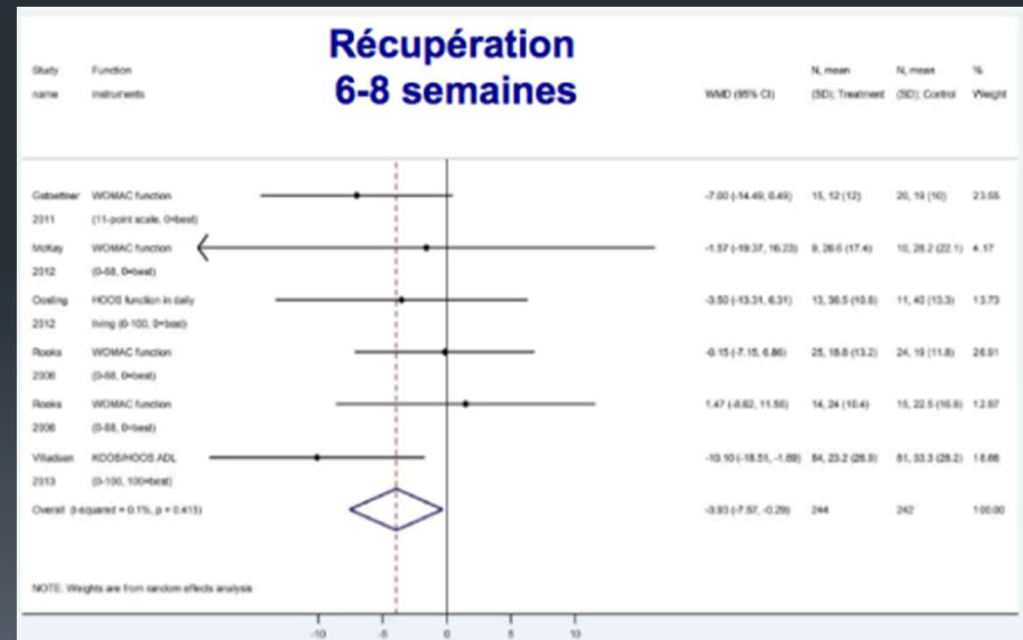 Récupération
6-8 semaines
Study Function N, mean N, mean %
name instruments WMD (95% CI) (SD); Treatment (SD); Control Weight
WOMAC function -7.00 (-14.49, 0.49) 15, 12 (12) 20, 19 (10) 23.55
2011 (11-point scale, 0=best)
McKay WOMAC function -1.57 (-19.37, 16.23) 9, 26.6 (17.4) 10, 28.2 (22.1) 4.17
2012 (0-68, 0=best)
Oosting HOOS function in daily -3.50 (-13.31, 6.31) 13, 36.5 (10.8) 11, 40 (13.3) 13.73
2012 living (0-100, 0=best)
Rooks WOMAC function -0.15 (-7.15, 6.86) 25, 18.8 (13.2) 24, 19 (11.8) 26.91
2006 (0-68, 0=best)
Rooks WOMAC function 1.47 (-8.62, 11.56) 14, 24 (10.4) 15, 22.5 (16.8) 12.97
2006 (0-68, 0=best)
Villadsen KOOS/HOOS ADL -10.10 (-18.51, -1.69) 84, 23.2 (26.9) 81, 33.3 (28.2) 18.66
2013 (0-100, 100=best)
Overall (I-squared = 0.1%, p = 0.415) (-7.57, -0.29) 244 242 100.00
NOTE: Weights are from random effects analysis
-10 -5 0 5 10